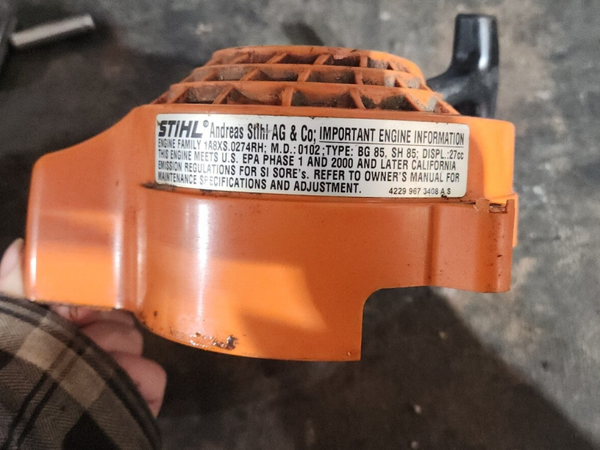 STIHL® Andreas Stihl AG & Co; IMPORTANT ENGINE INFORMATION
ENGINE FAMILY 1A8XS.0274RH; M.D.:0102;TYPE: BG 85, SH 85; DISPL.:27cc
THIS ENGINE MEETS U.S. EPA PHASE 1 AND 2000 AND LATER CALIFORNIA
EMISSION REGULATIONS FOR SI SORE's. REFER TO OWNER'S MANUAL FOR
MAINTENANCE SPECIFICATIONS AND ADJUSTMENT. 4229 967 3408 A S